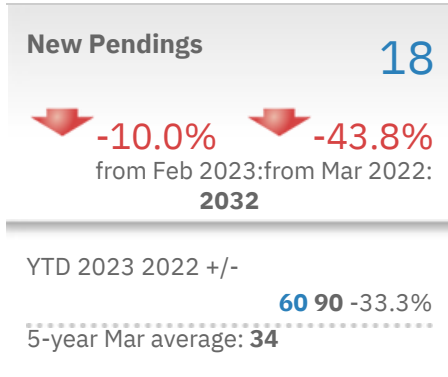 New Pendings
18
-10.0% -43.8%
from Feb 2023:from Mar 2022:
2032
YTD 2023 2022 +/-
60 90 -33.3%
5-year Mar average: 34